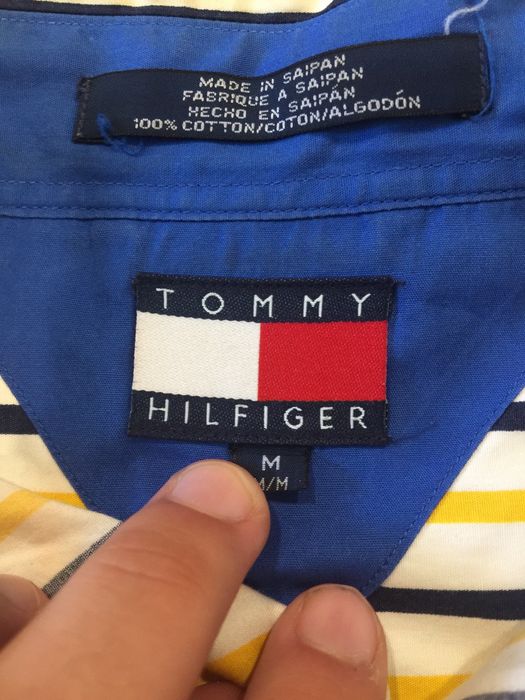 MADE IN SAIPAN
FABRIQUE A SAIPAN
HECHO EN SAIPÁN
100% COTTON/COTON/ALGODÓN
TOMMY
HILFIGER
M
M/M